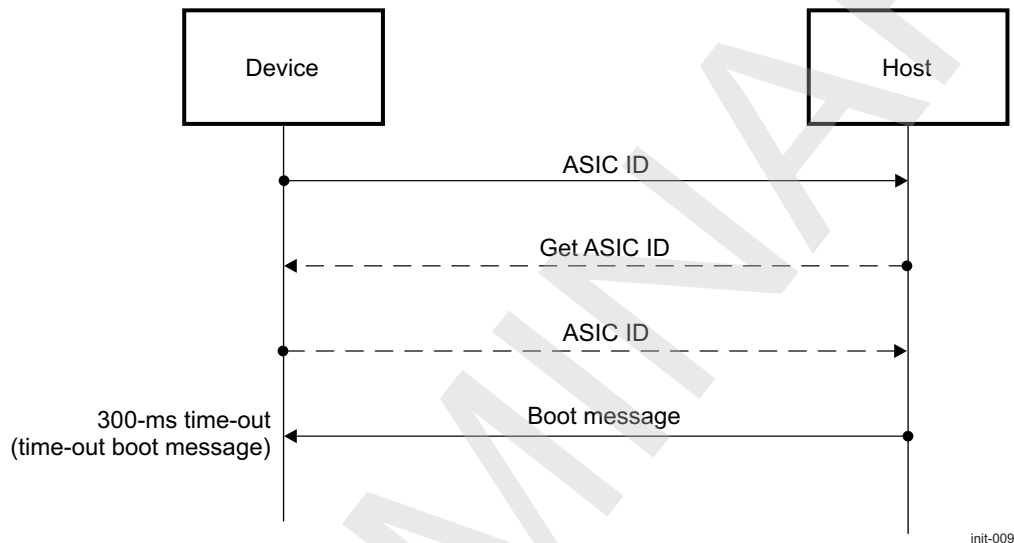 Device
Host
ASIC ID
Get ASIC ID
ASIC ID
Boot message
300-ms time-out
(time-out boot message)
init-009